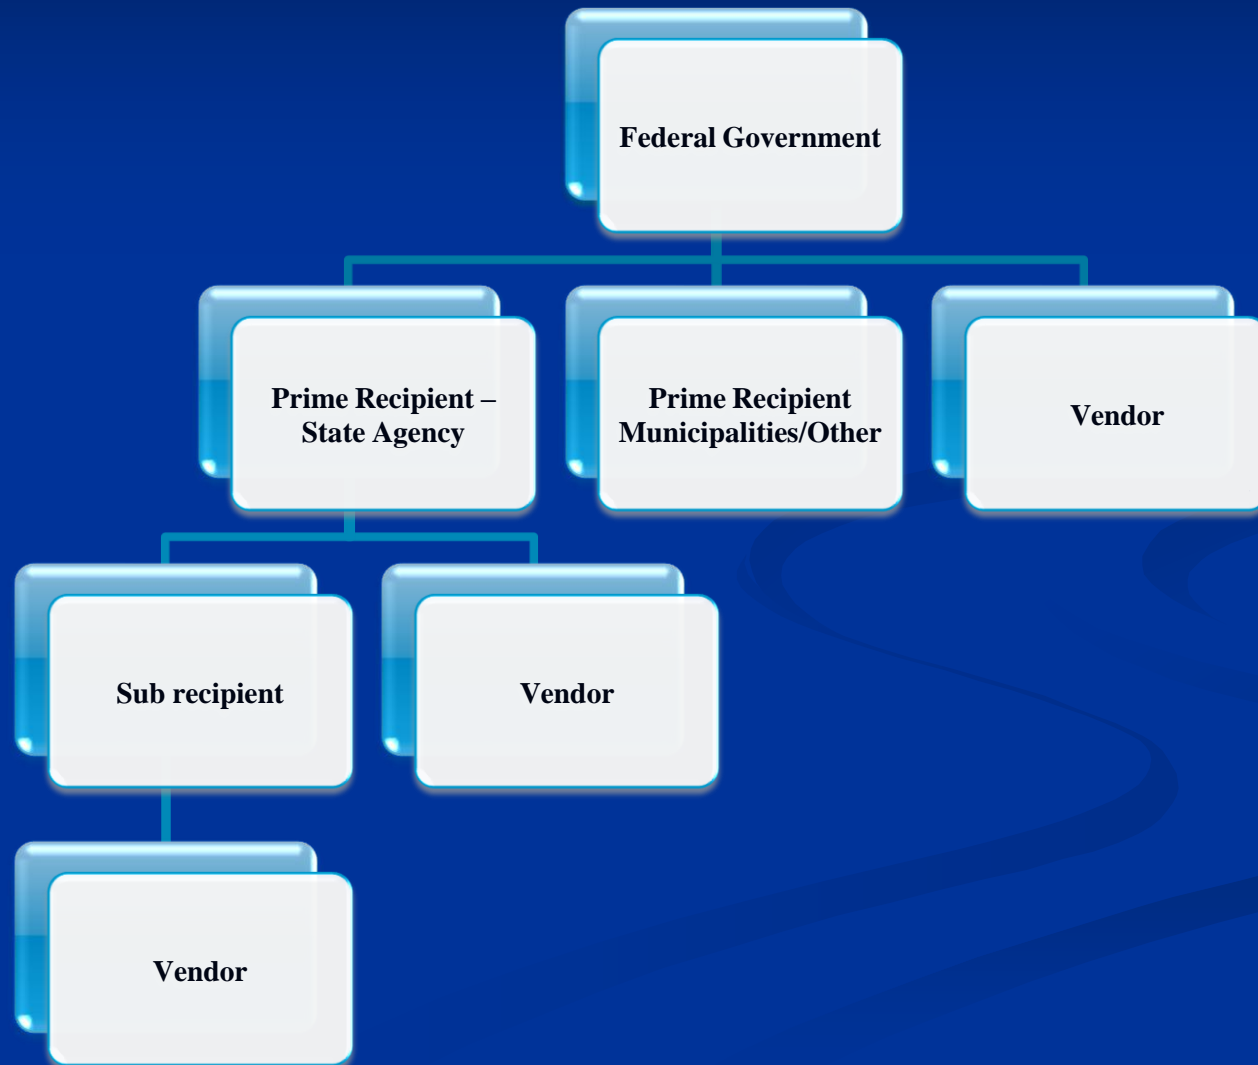 Federal Government
Prime Recipient –
State Agency
Prime Recipient
Municipalities/Other
Vendor
Sub recipient
Vendor
Vendor